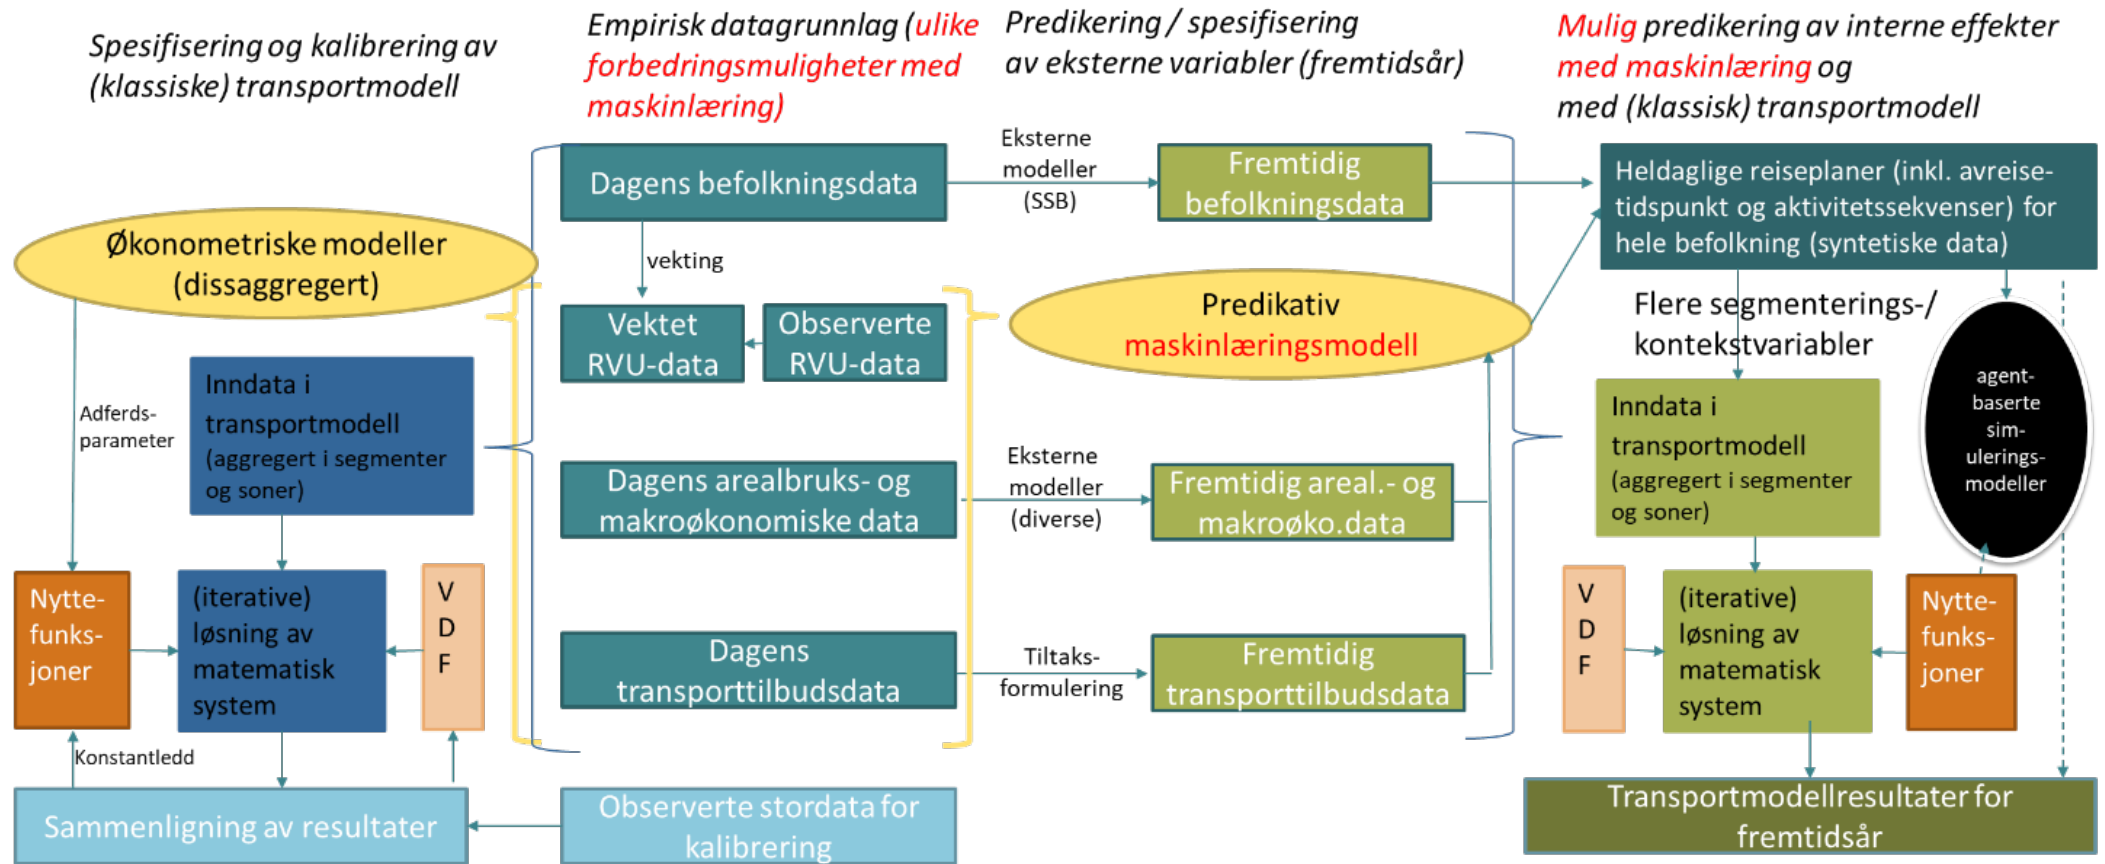 Spesifisering og kalibrering av
(klassiske) transportmodell
Empirisk datagrunnlag (ulike
forbedringsmuligheter med
maskinlæring)
Predikering / spesifisering
av eksterne variabler (fremtidsår)
Mulig predikering av interne effekter
med maskinlæring og
med (klassisk) transportmodell
Økonometriske modeller
(dissaggregert)
Adferds-
parameter
Inndata i
transportmodell
(aggregert i segmenter
og soner)
Nytte-
funks-
joner
(iterative)
løsning av
matematisk
system
V
D
F
Konstantledd
Sammenligning av resultater
Dagens befolkningsdata
vekting
Vektet
RVU-data
Observerte
RVU-data
Dagens arealbruks- og
makroøkonomiske data
Dagens
transporttilbudsdata
Observerte stordata for
kalibrering
Eksterne
modeller
(SSB)
Fremtidig
befolkningsdata
Predikativ
maskinlæringsmodell
Eksterne
modeller
(diverse)
Fremtidig areal.- og
makroøko.data
Tiltaks-
formulering
Fremtidig
transporttilbudsdata
Heldaglige reiseplaner (inkl. avreise-
tidspunkt og aktivitetssekvenser) for
hele befolkning (syntetiske data)
Flere segmenterings-/
kontekstvariabler
agent-
baserte
sim-
ulerings-
modeller
Inndata i
transportmodell
(aggregert i segmenter
og soner)
V
D
F
(iterative)
løsning av
matematisk
system
Nytte-
funks-
joner
Transportmodellresultater for
fremtidsår